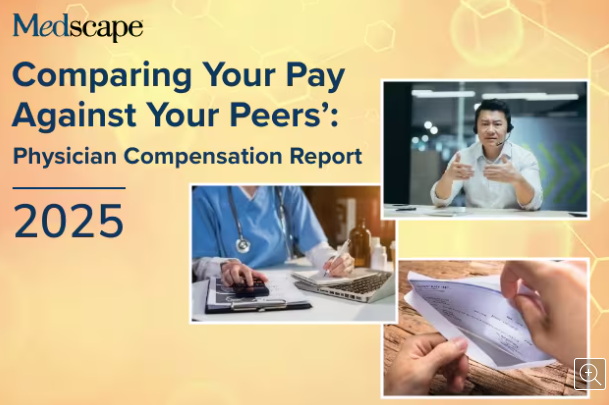 Medscape
Comparing Your Pay
Against Your Peers’:
Physician Compensation Report
2025